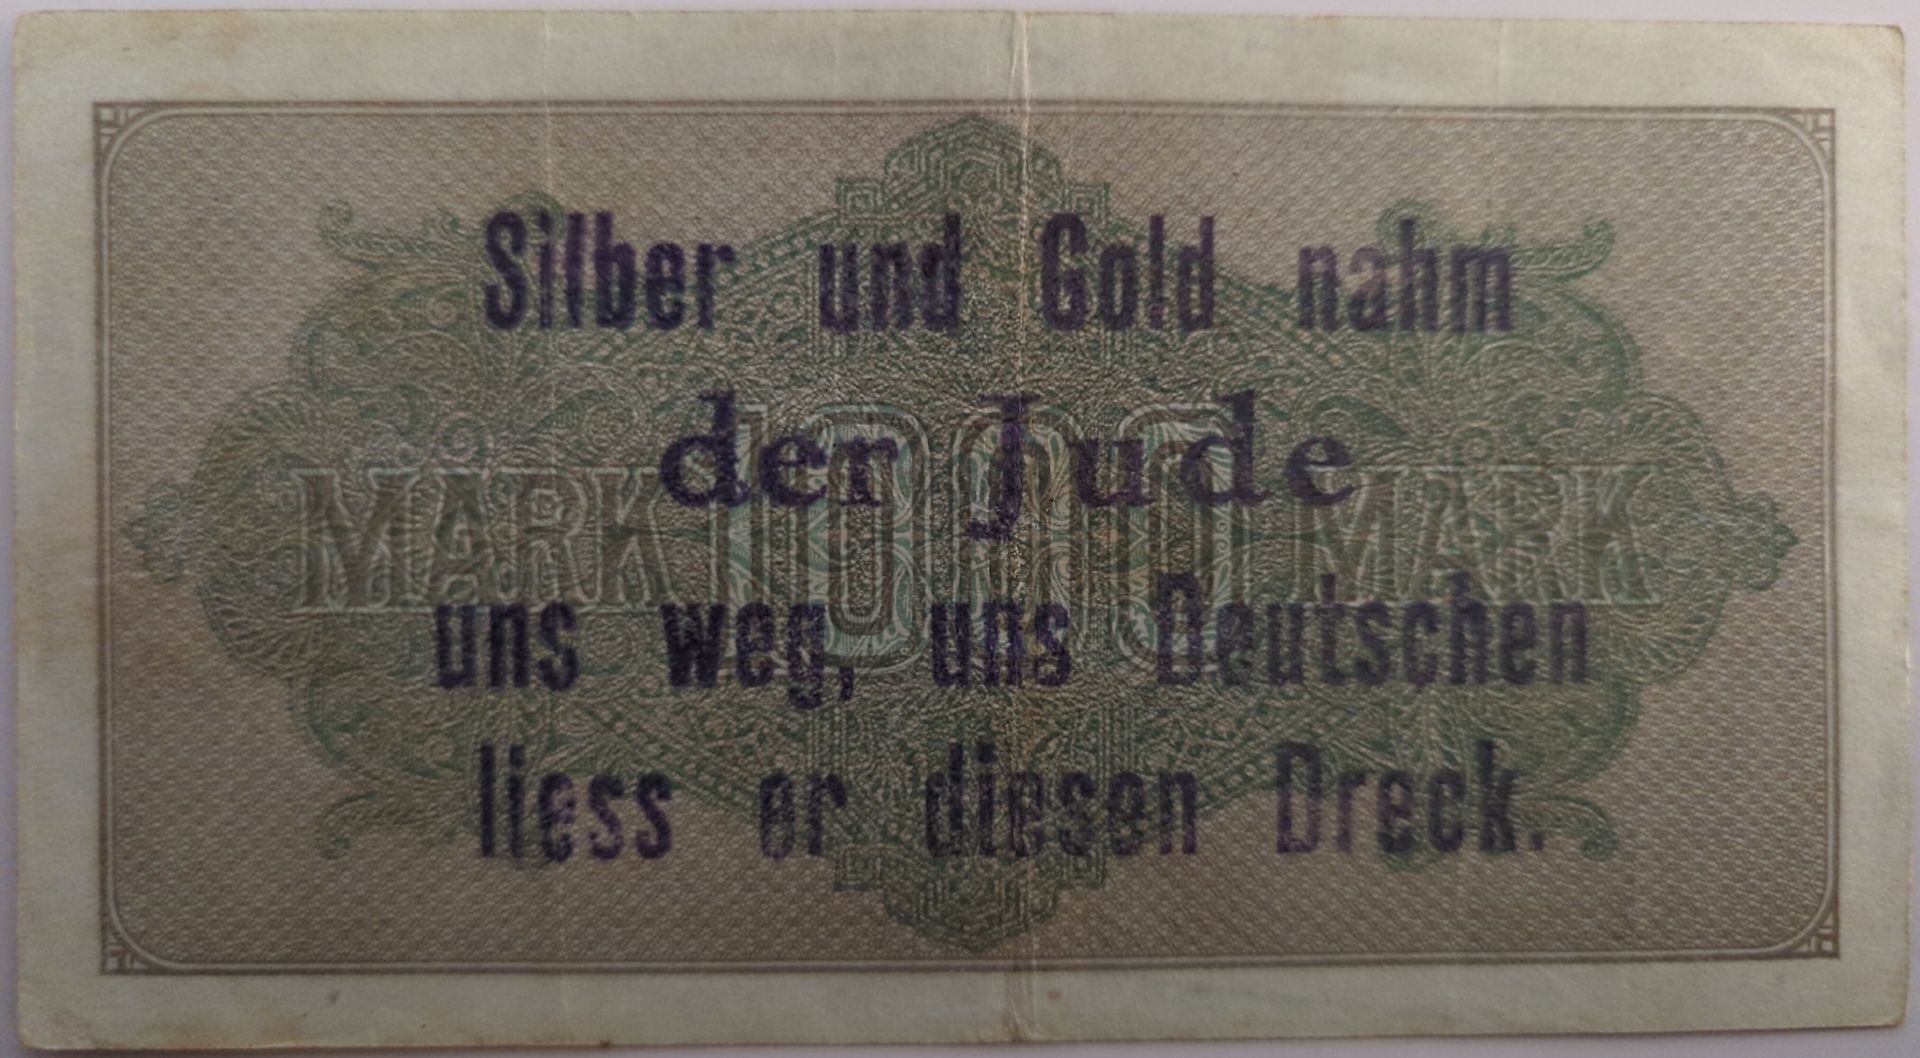 Silber und Gold nahm
der Jude
MARK 1000 MARK
uns weg, uns Deutschen
liess er diesen Dreck.